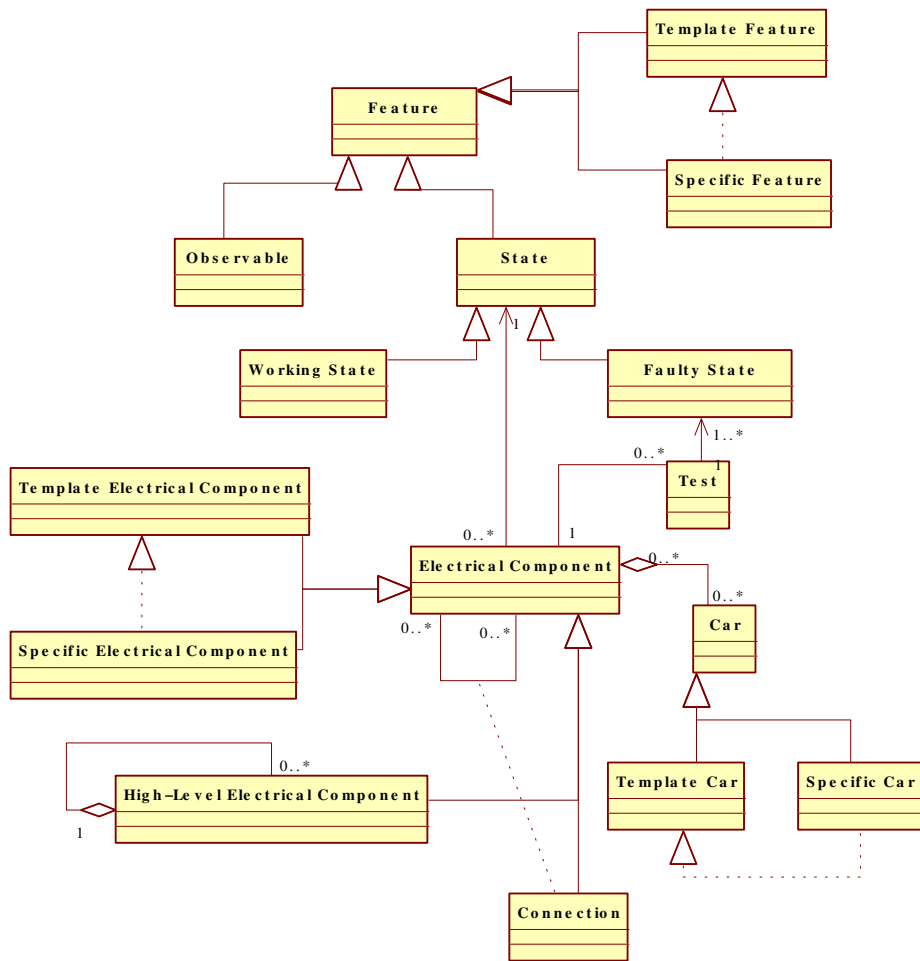 Template Feature
Feature
Specific Feature
Observable
State
1
Working State
Faulty State
1..*
0..*
1
Template Electrical Component
Test
0..*
1
Electrical Component
0..*
0..*
0..*
0..*
Car
Specific Electrical Component
0..*
High–Level Electrical Component
1
Template Car
Specific Car
Connection